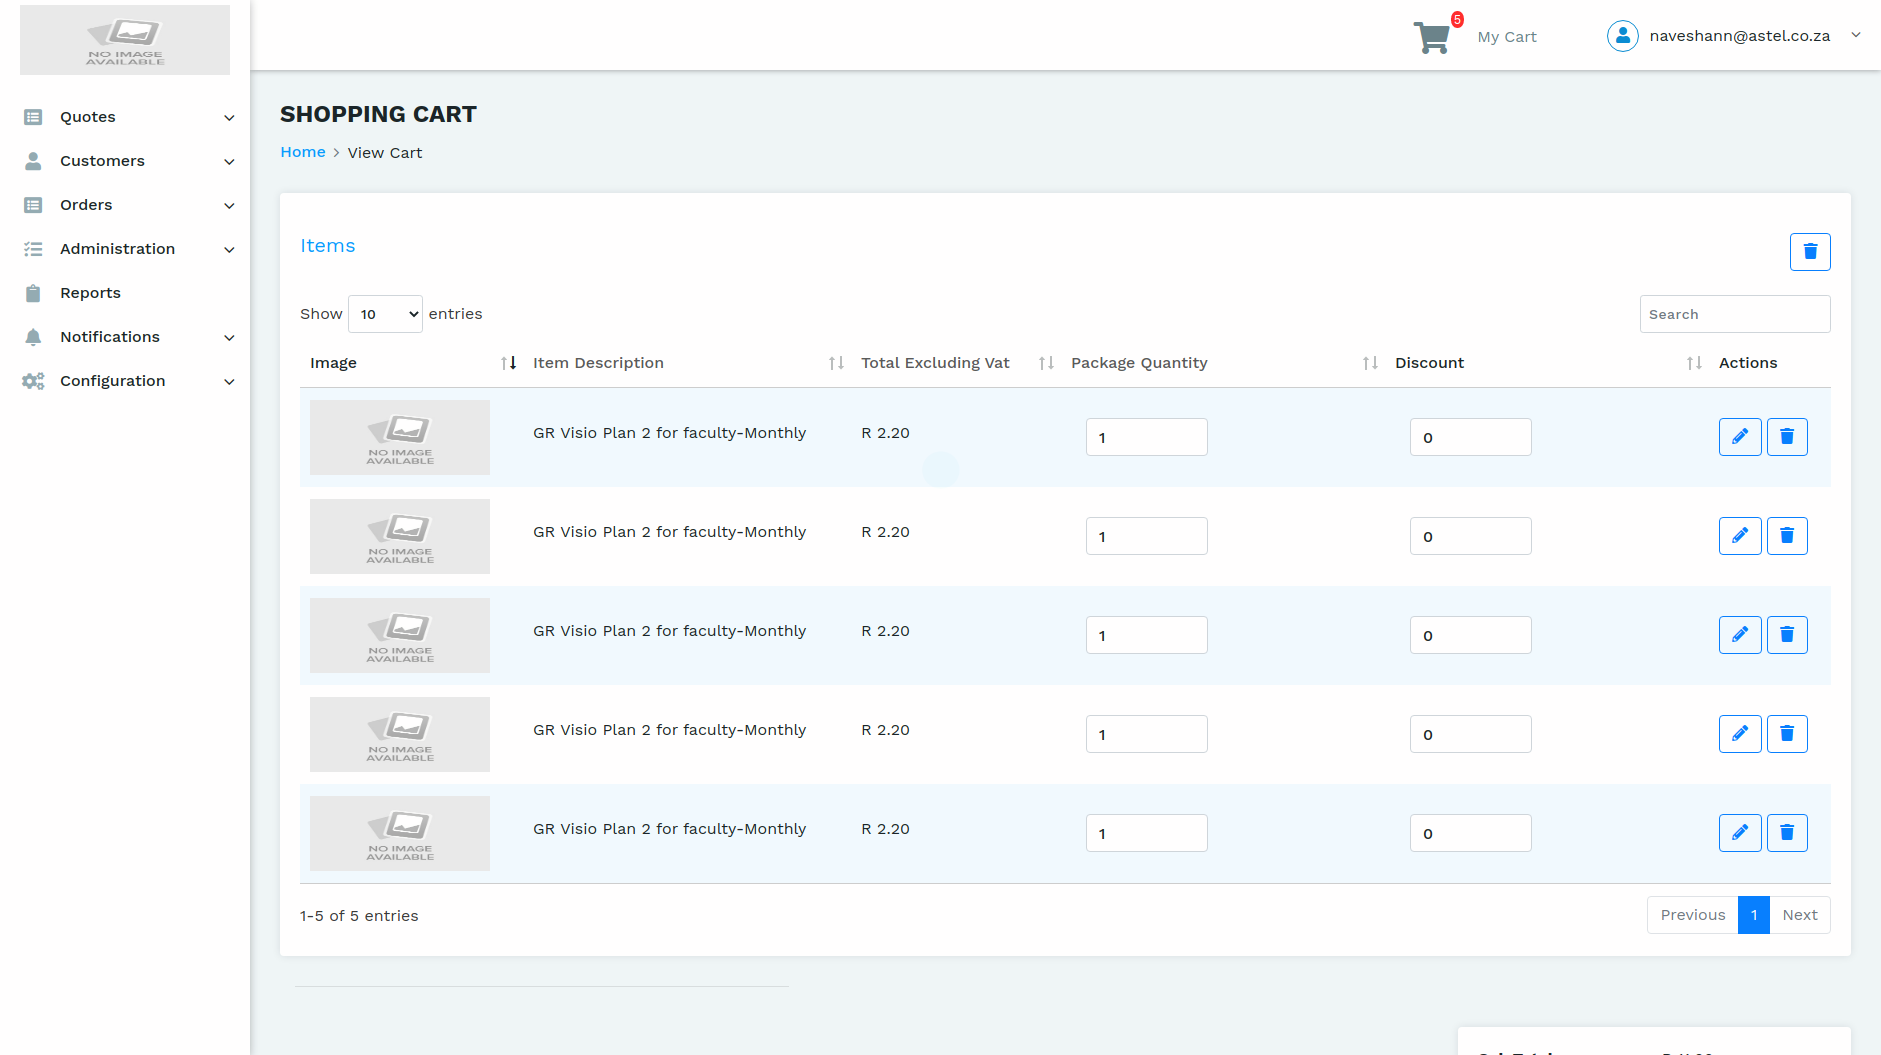 NO IMAGE
AVAILABLE
5
My Cart
naveshann@astel.co.za
Quotes
Customers
Orders
Administration
Reports
Notifications
Configuration
SHOPPING CART
Home > View Cart
Items
Show 10 entries
Search
Image Item Description Total Excluding Vat Package Quantity Discount Actions
NO IMAGE
AVAILABLE
GR Visio Plan 2 for faculty-Monthly R 2.20 1 0
NO IMAGE
AVAILABLE
GR Visio Plan 2 for faculty-Monthly R 2.20 1 0
NO IMAGE
AVAILABLE
GR Visio Plan 2 for faculty-Monthly R 2.20 1 0
NO IMAGE
AVAILABLE
GR Visio Plan 2 for faculty-Monthly R 2.20 1 0
NO IMAGE
AVAILABLE
GR Visio Plan 2 for faculty-Monthly R 2.20 1 0
1-5 of 5 entries
Previous 1 Next